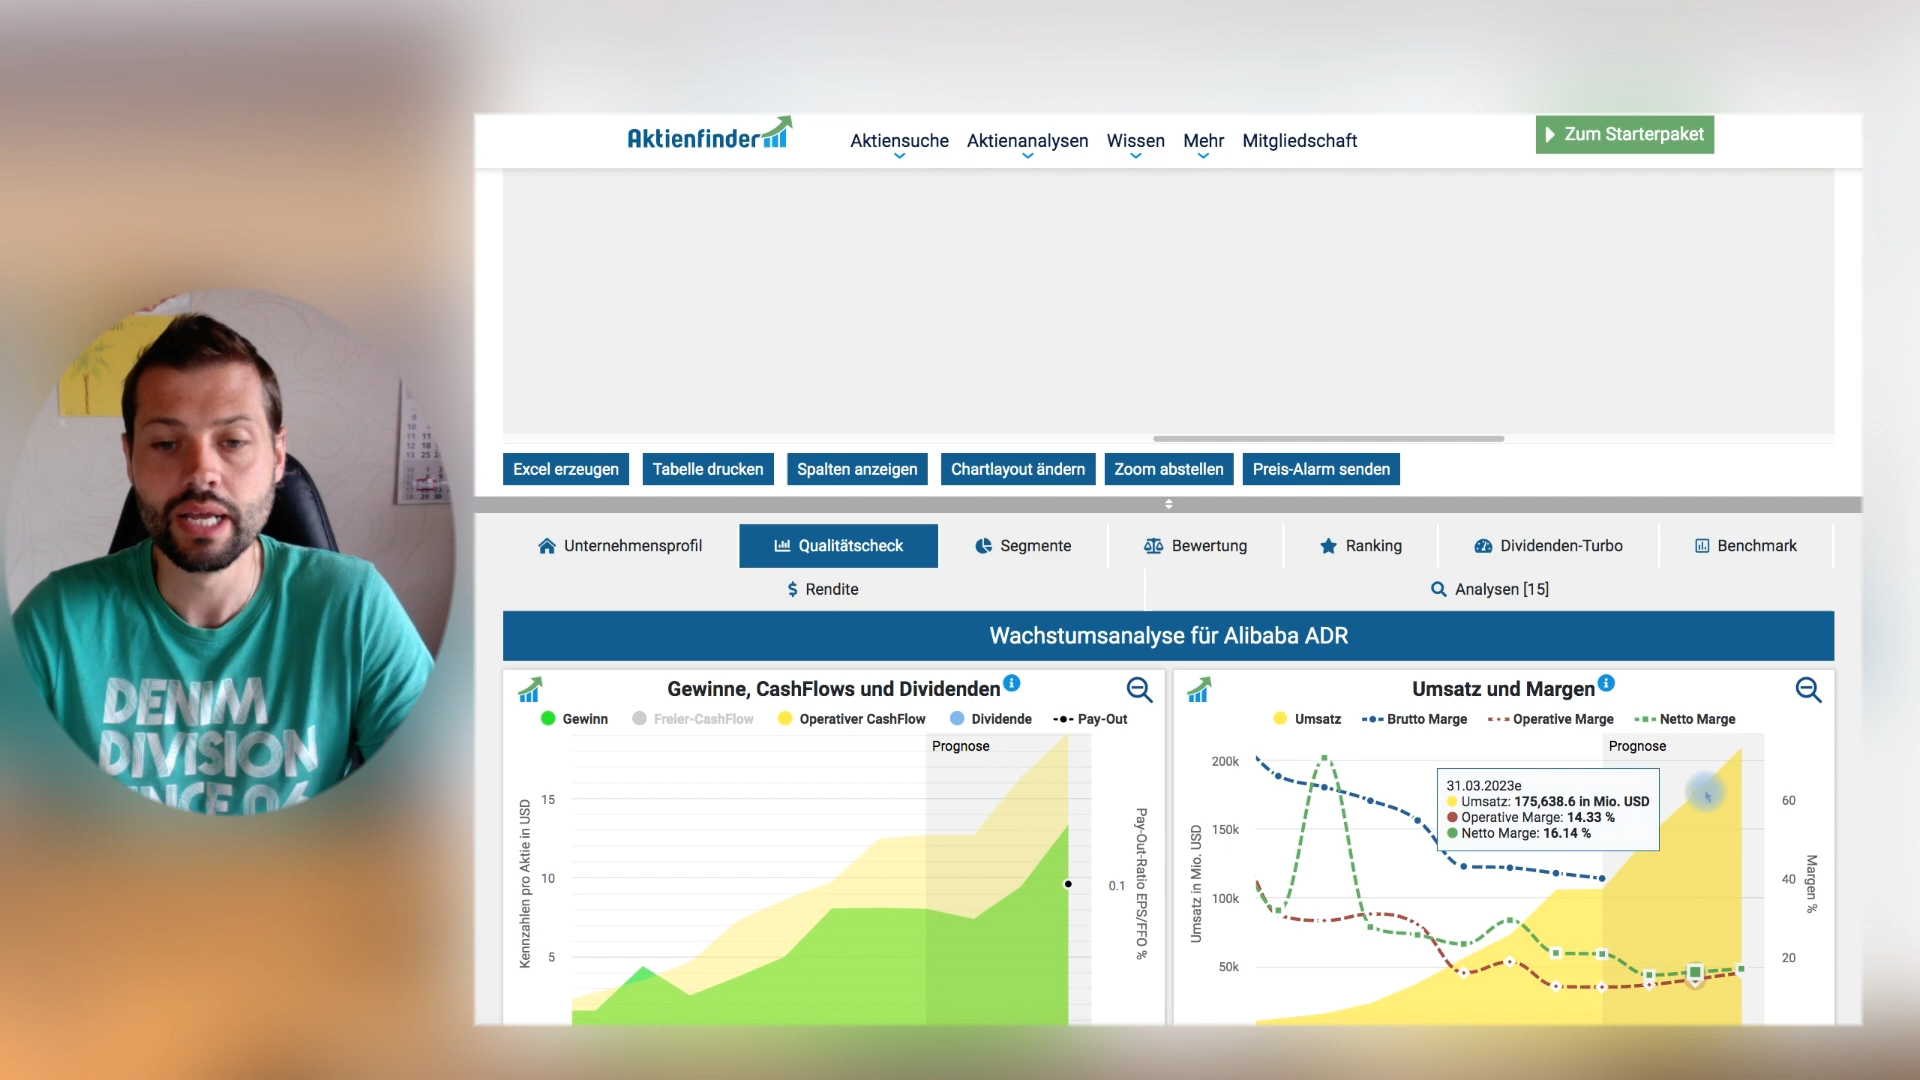 Aktienfinder
Aktiensuche Aktienanalysen Wissen Mehr Mitgliedschaft
Zum Starterpaket
Excel erzeugen Tabelle drucken Spalten anzeigen Chartlayout ändern Zoom abstellen Preis-Alarm senden
Unternehmensprofil Qualitätscheck Segmente Bewertung Ranking Dividenden-Turbo Benchmark
Rendite Analysen [15]
Wachstumsanalyse für Alibaba ADR
Gewinne, CashFlows und Dividenden
Gewinn Freier-CashFlow Operativer CashFlow Dividende Pay-Out
Prognose
Kennzahlen pro Aktie in USD
15
10
5
0.1
Pay-Out-Ratio EPS/FFO %
Umsatz und Margen
Umsatz Brutto Marge Operative Marge Netto Marge
Prognose
Umsatz in Mio. USD
200k
150k
100k
50k
31.03.2023e
Umsatz: 175,638.6 in Mio. USD
Operative Marge: 14.33 %
Netto Marge: 16.14 %
60
40
20
Margen %
DENIM
DIVISION